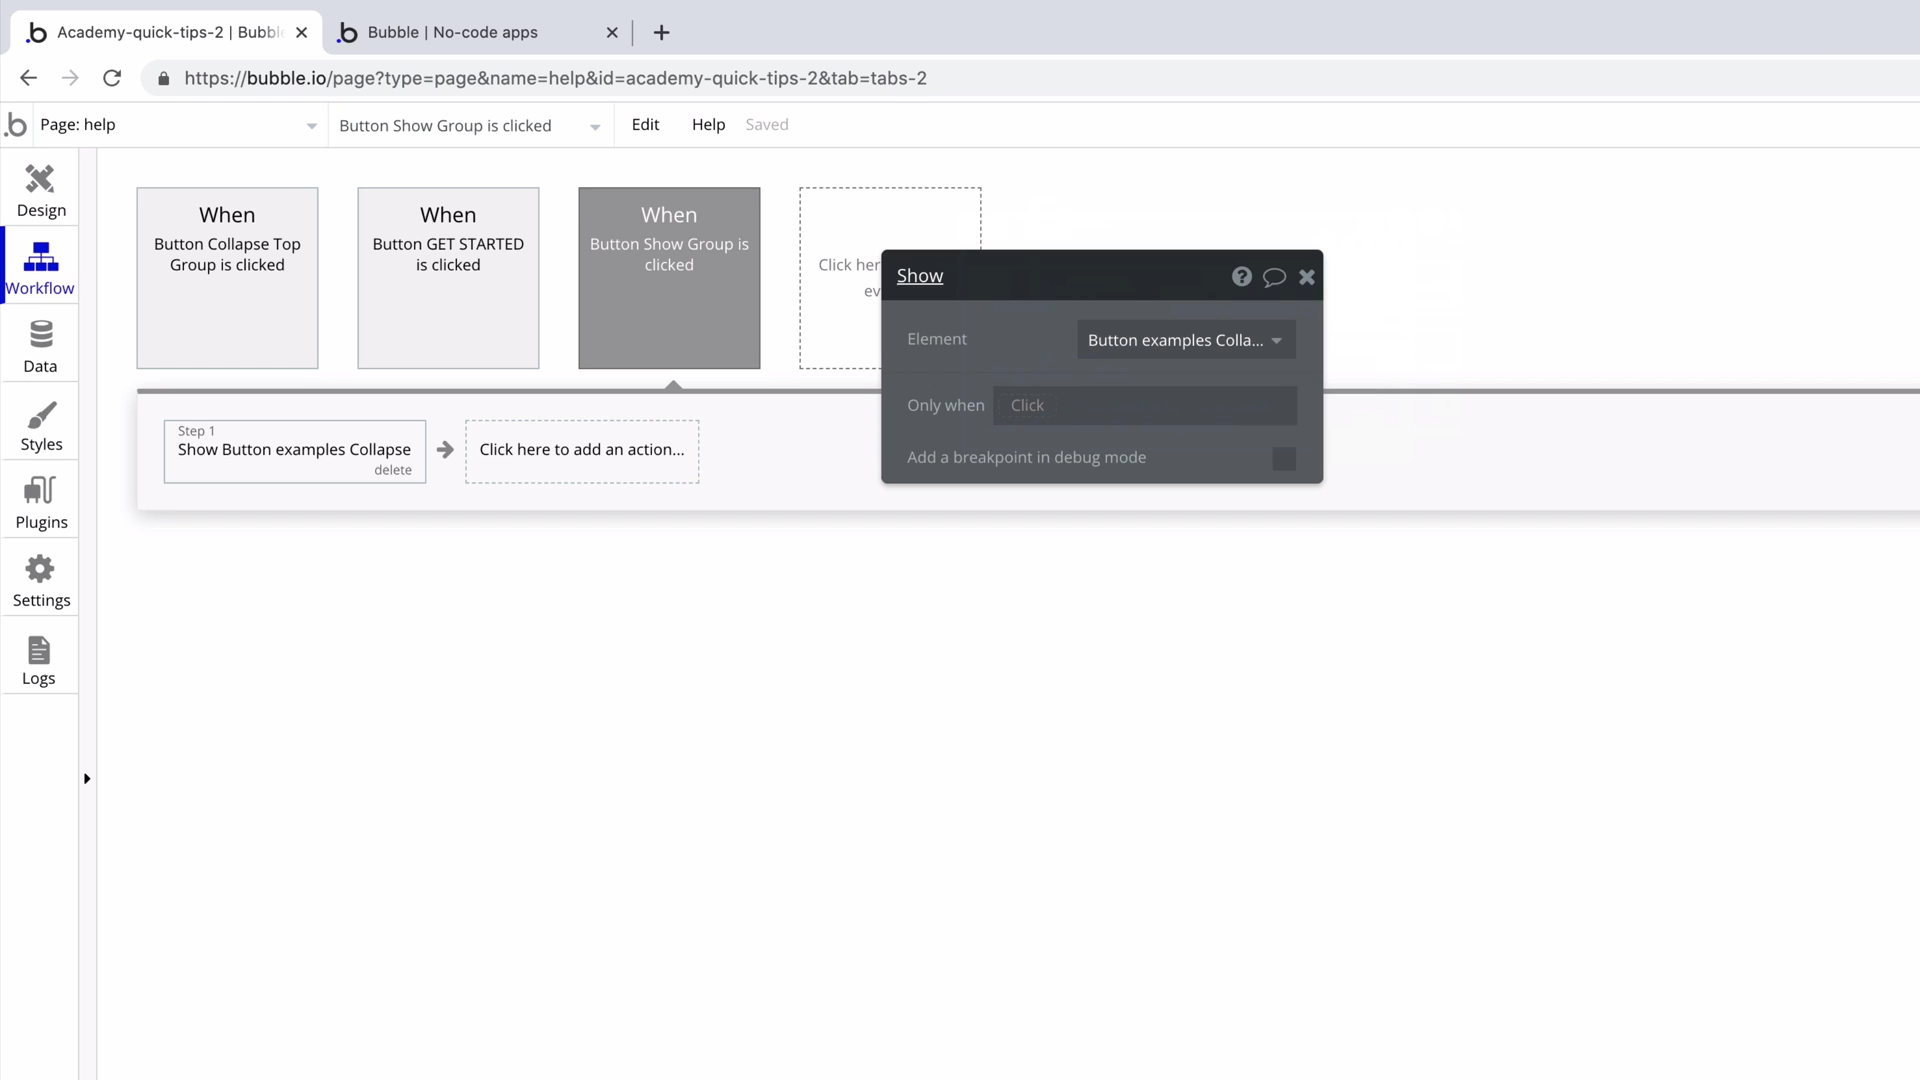 Academy-quick-tips-2 | Bubbl
Bubble | No-code apps
https://bubble.io/page?type=page&name=help&id=academy-quick-tips-2&tab=tabs-2
Page: help
Button Show Group is clicked
Edit
Help
Saved
Design
Workflow
Data
Styles
Plugins
Settings
Logs
When
Button Collapse Top
Group is clicked
When
Button GET STARTED
is clicked
When
Button Show Group is
clicked
Click her
ev
Show
Element
Button examples Colla...
Only when
Click
Add a breakpoint in debug mode
Step 1
Show Button examples Collapse
delete
Click here to add an action...